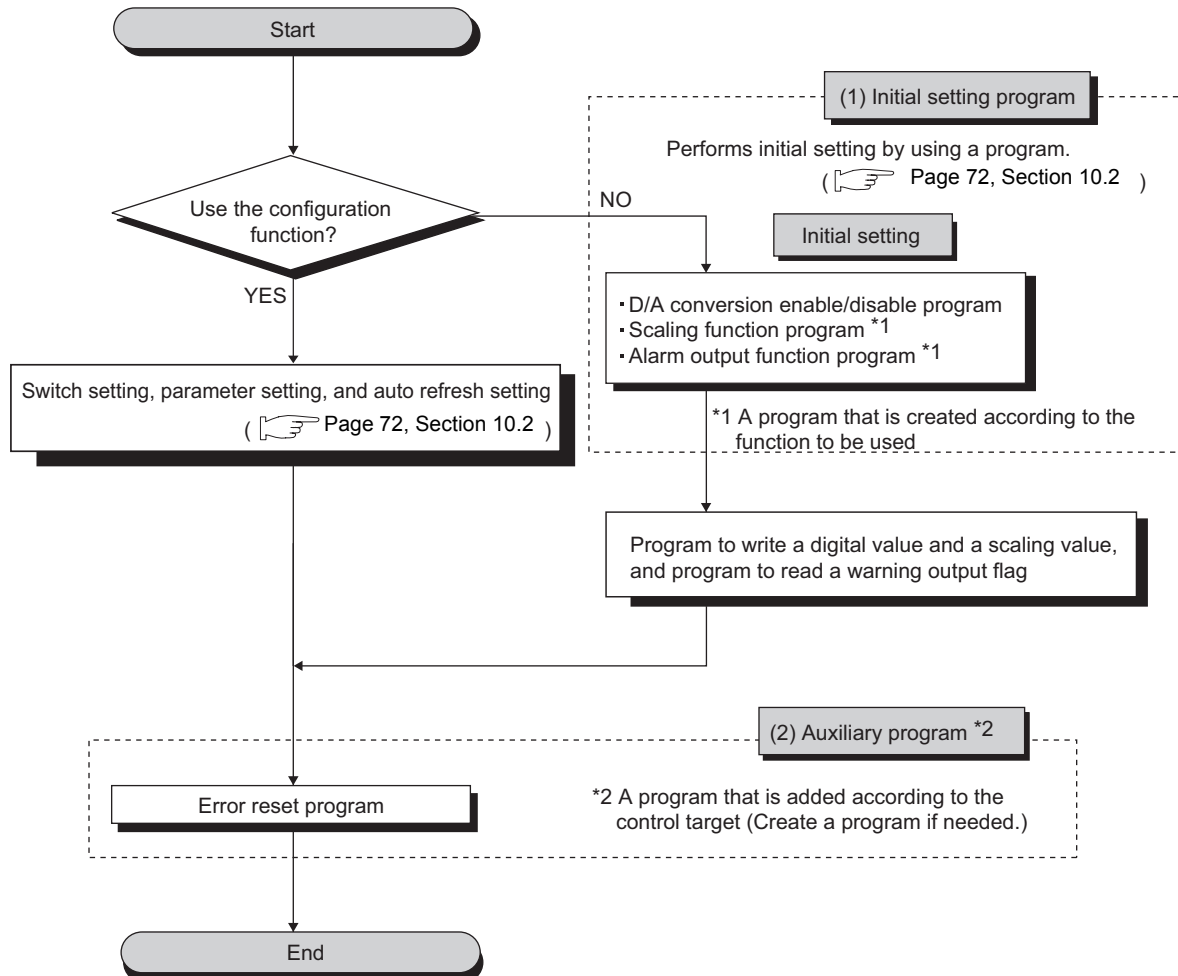 Start
(1) Initial setting program
Performs initial setting by using a program.
( Page 72, Section 10.2 )
Use the configuration
function?
NO
Initial setting
YES
・D/A conversion enable/disable program
・Scaling function program *1
・Alarm output function program *1
Switch setting, parameter setting, and auto refresh setting
( Page 72, Section 10.2 )
*1 A program that is created according to the
function to be used
Program to write a digital value and a scaling value,
and program to read a warning output flag
(2) Auxiliary program *2
Error reset program
*2 A program that is added according to the
control target (Create a program if needed.)
End